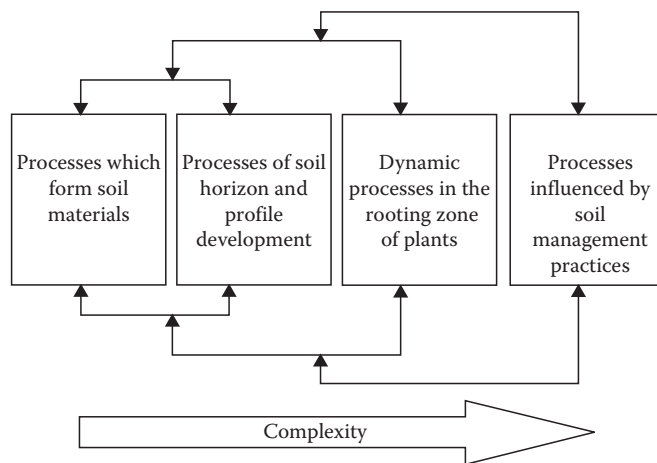 Processes which
form soil
materials
Processes of soil
horizon and
profile
development
Dynamic
processes in the
rooting zone
of plants
Processes
influenced by
soil
management
practices
Complexity